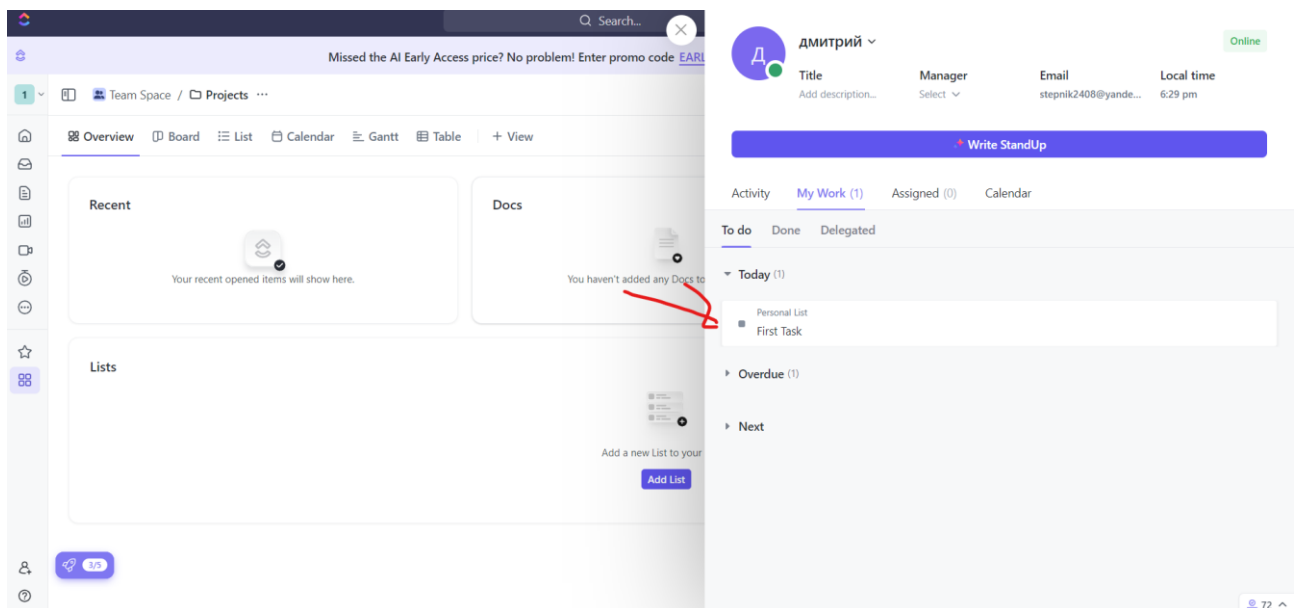 Search...
Missed the AI Early Access price? No problem! Enter promo code EARL
1
Team Space / Projects ...
Overview Board List Calendar Gantt Table + View
Recent
Your recent opened items will show here.
Docs
You haven't added any Docs to
Lists
Add a new List to your
Add List
3/5
Д
дмитрий
Online
Title Manager Email Local time
Add description... Select stepnik2408@yande... 6:29 pm
Write StandUp
Activity My Work (1) Assigned (0) Calendar
To do Done Delegated
Today (1)
Personal List
First Task
Overdue (1)
Next
72